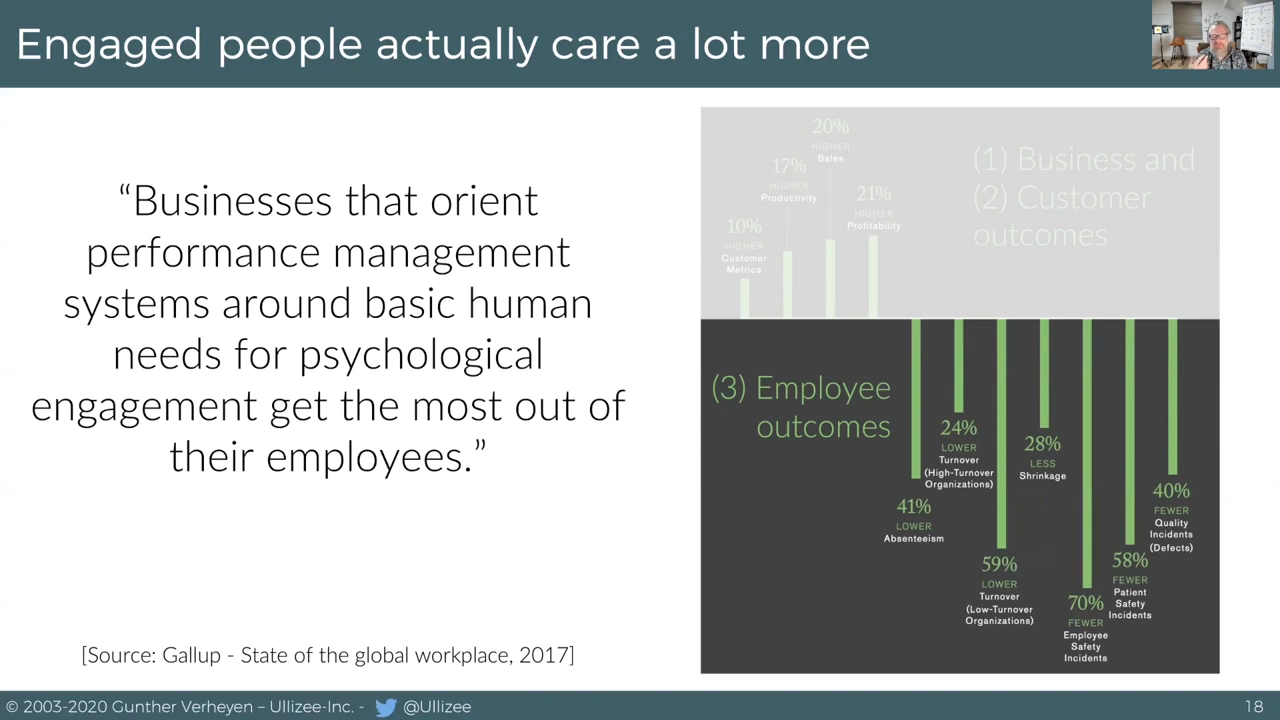 Engaged people actually care a lot more
“Businesses that orient
performance management
systems around basic human
needs for psychological
engagement get the most out of
their employees.”
[Source: Gallup - State of the global workplace, 2017]
(1) Business and
(2) Customer
outcomes
10%
HIGHER
Customer
Metrics
17%
HIGHER
Productivity
20%
HIGHER
Sales
21%
HIGHER
Profitability
(3) Employee
outcomes
41%
LOWER
Absenteeism
24%
LOWER
Turnover
(High-Turnover
Organizations)
59%
LOWER
Turnover
(Low-Turnover
Organizations)
28%
LESS
Shrinkage
70%
FEWER
Employee
Safety
Incidents
58%
FEWER
Patient
Safety
Incidents
40%
FEWER
Quality
Incidents
(Defects)
© 2003-2020 Gunther Verheyen – Ullizee-Inc. - @Ullizee
18